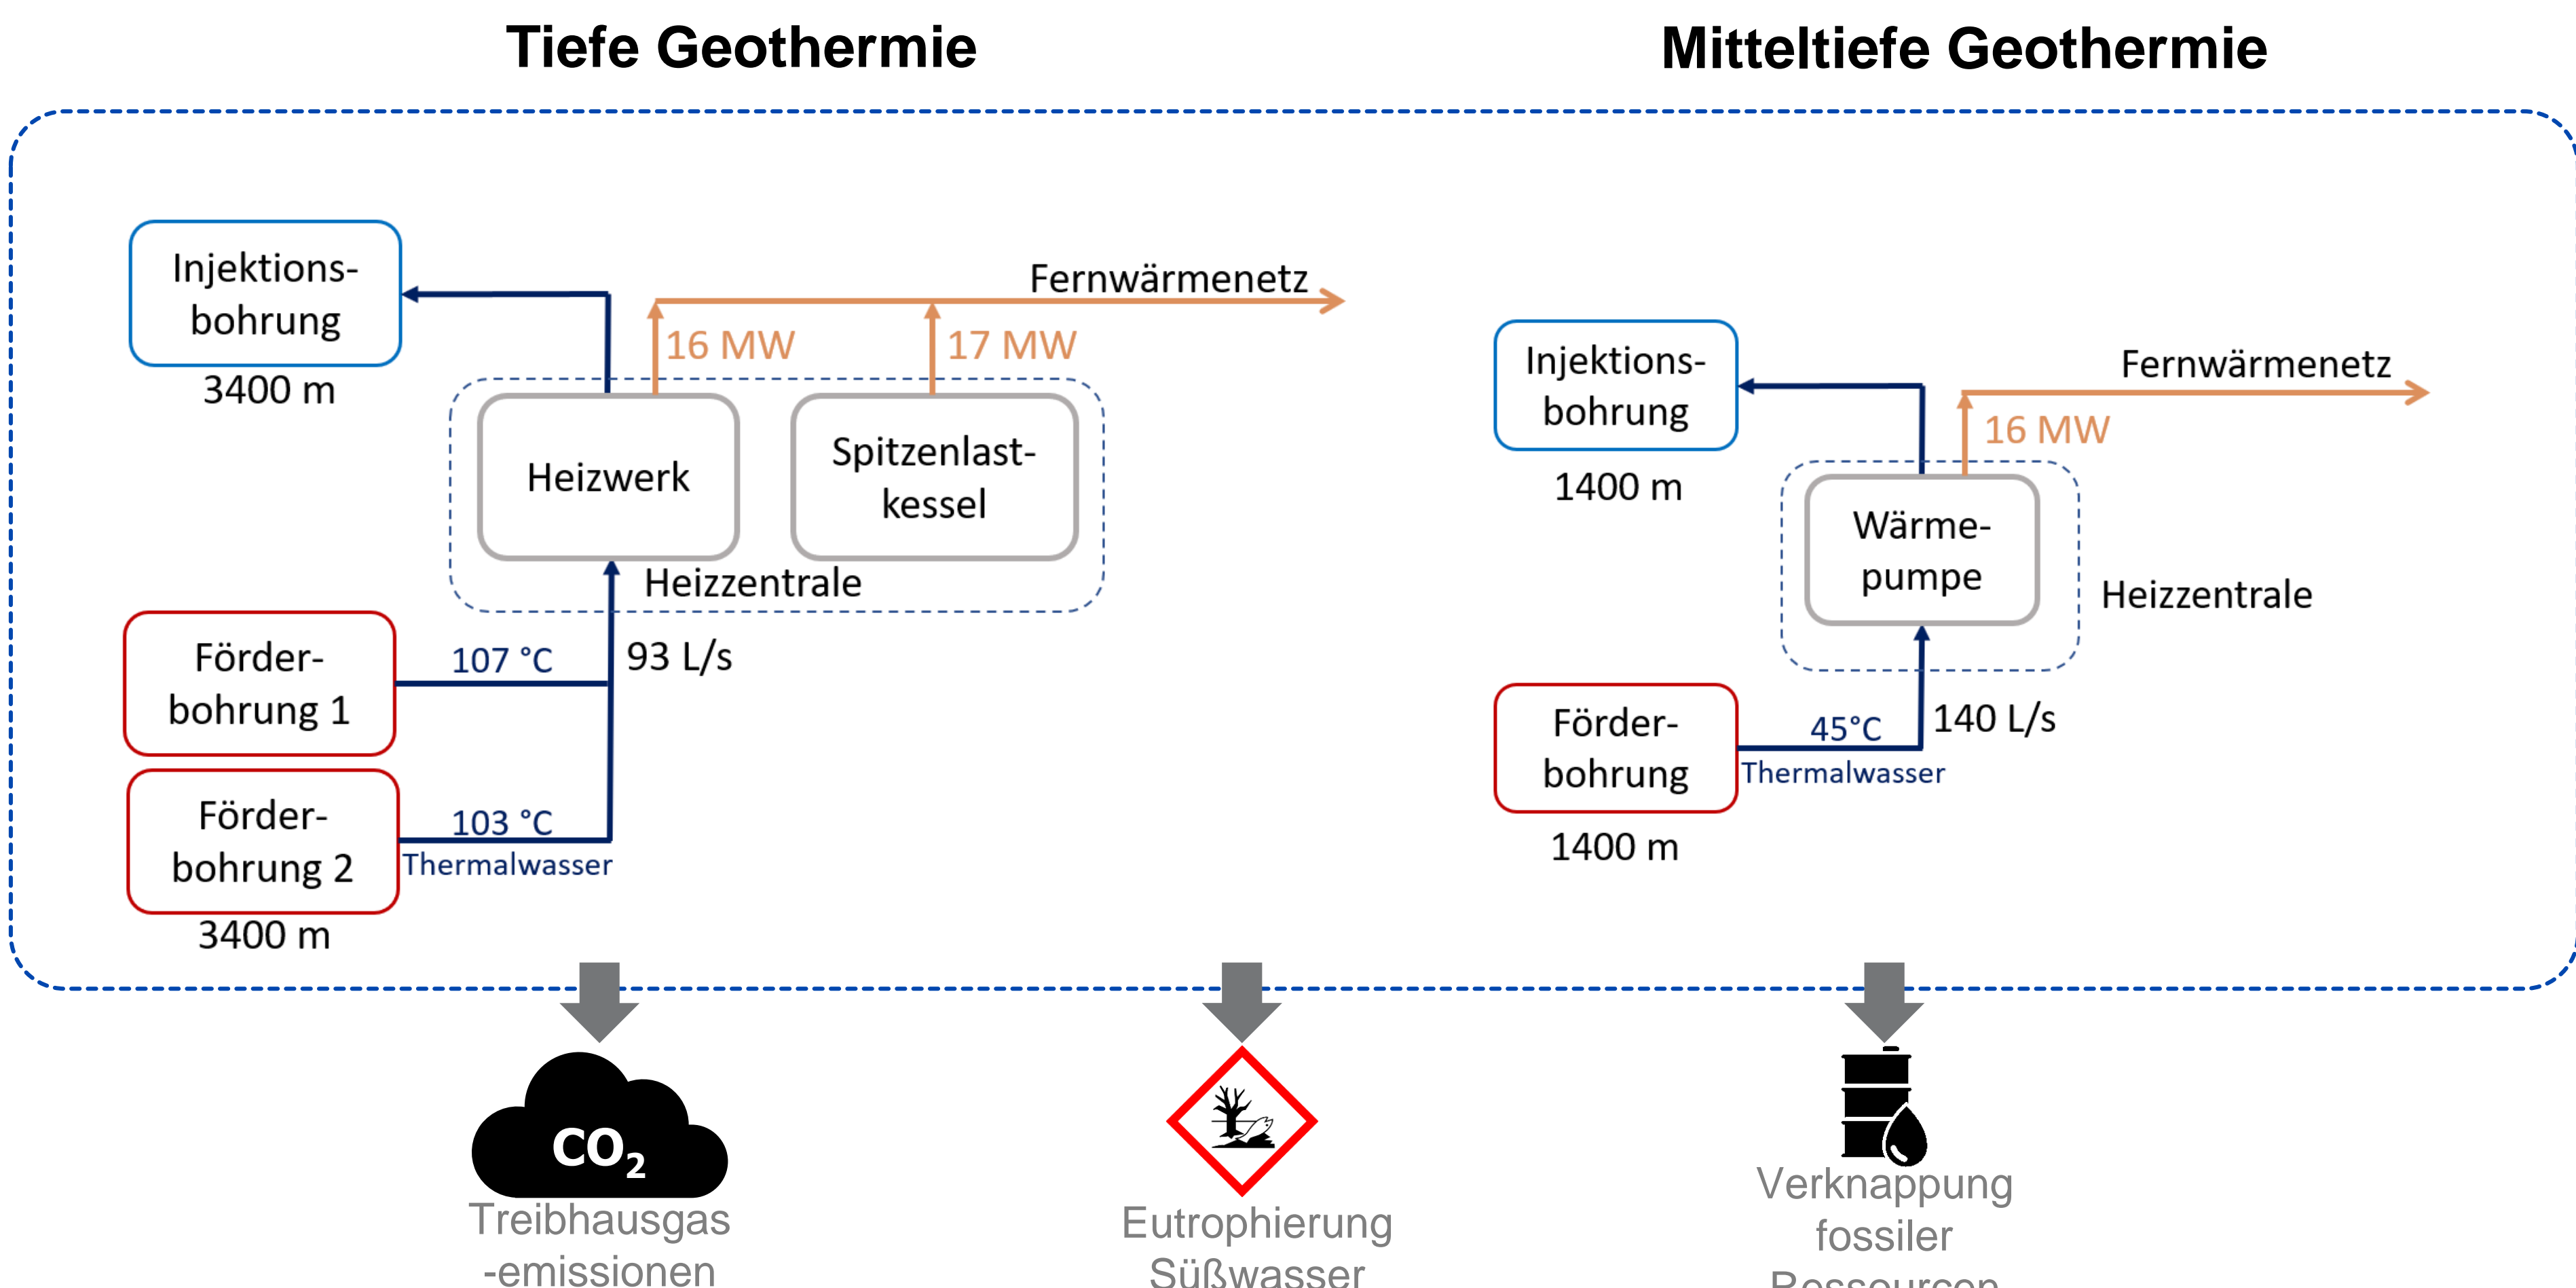 Tiefe Geothermie
Injektions-
bohrung
3400 m
Fernwärmenetz
16 MW
17 MW
Heizwerk
Spitzenlast-
kessel
Heizzentrale
Förder-
bohrung 1
107 °C
93 L/s
Förder-
bohrung 2
103 °C
Thermalwasser
3400 m
Mitteltiefe Geothermie
Injektions-
bohrung
1400 m
Fernwärmenetz
16 MW
Wärme-
pumpe
Heizzentrale
Förder-
bohrung
45°C
140 L/s
Thermalwasser
1400 m
CO2
Treibhausgas
-emissionen
Eutrophierung
Süßwasser
Verknappung
fossiler
Ressourcen